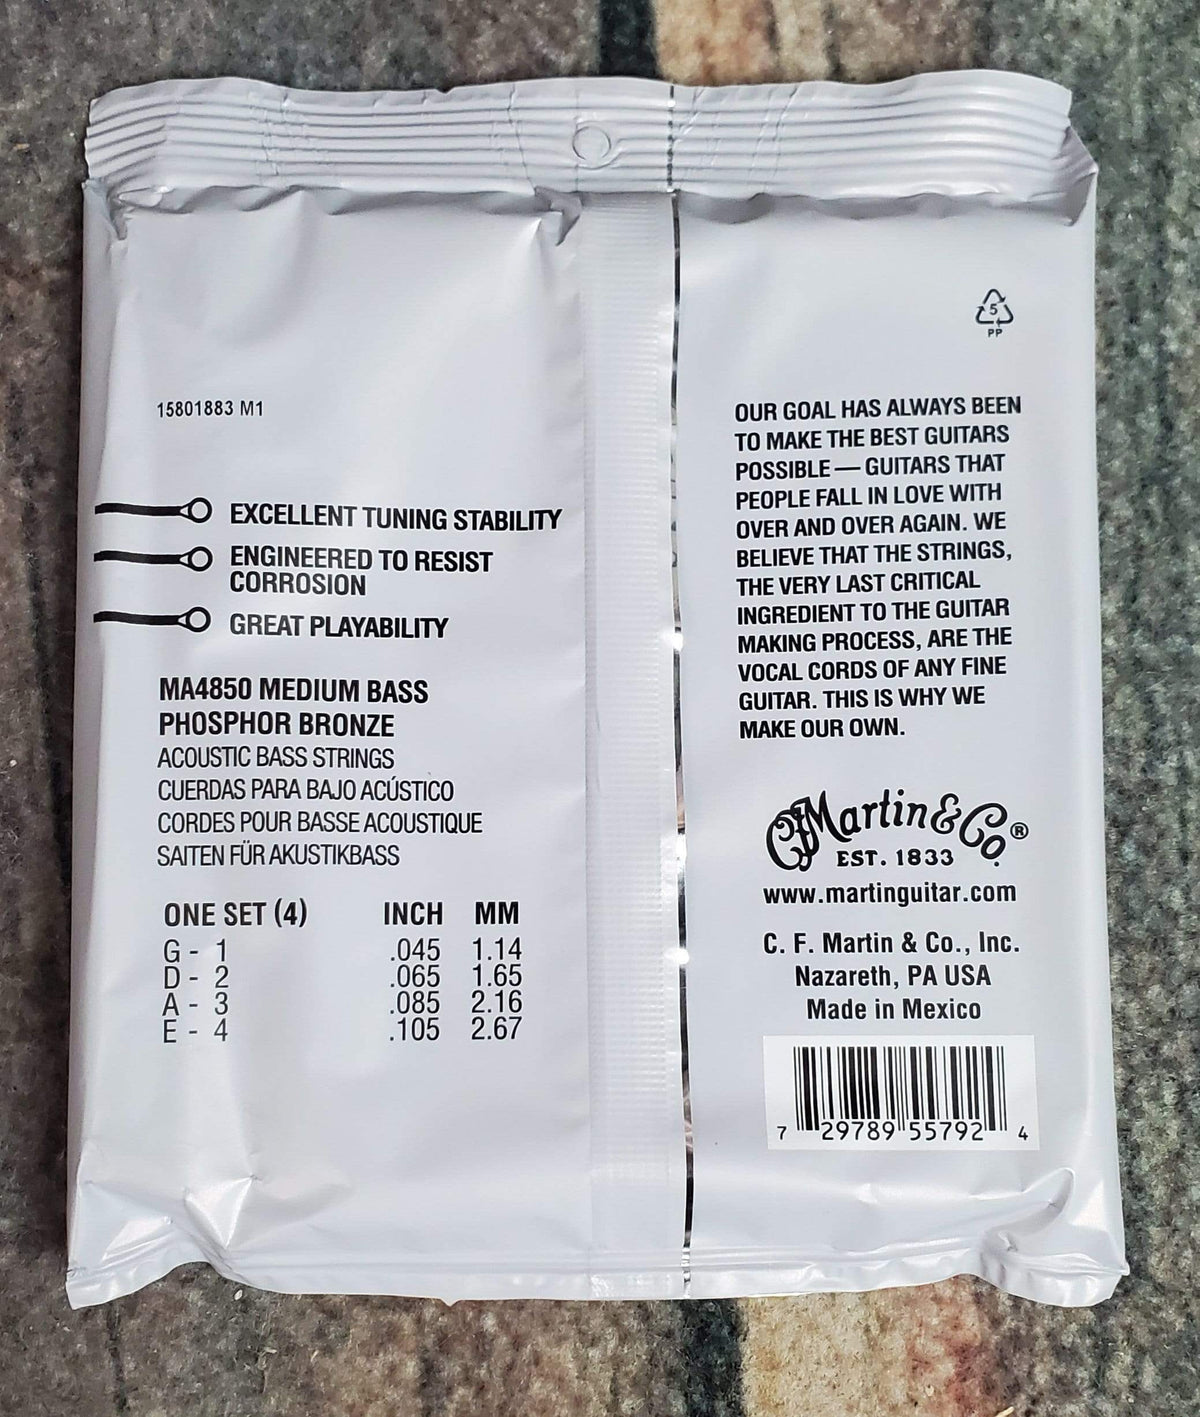 15801883 M1
EXCELLENT TUNING STABILITY
ENGINEERED TO RESIST
CORROSION
GREAT PLAYABILITY
MA4850 MEDIUM BASS
PHOSPHOR BRONZE
ACOUSTIC BASS STRINGS
CUERDAS PARA BAJO ACÚSTICO
CORDES POUR BASSE ACOUSTIQUE
SAITEN FÜR AKUSTIKBASS
ONE SET (4) INCH MM
G - 1 .045 1.14
D - 2 .065 1.65
A - 3 .085 2.16
E - 4 .105 2.67
5
PP
OUR GOAL HAS ALWAYS BEEN
TO MAKE THE BEST GUITARS
POSSIBLE — GUITARS THAT
PEOPLE FALL IN LOVE WITH
OVER AND OVER AGAIN. WE
BELIEVE THAT THE STRINGS,
THE VERY LAST CRITICAL
INGREDIENT TO THE GUITAR
MAKING PROCESS, ARE THE
VOCAL CORDS OF ANY FINE
GUITAR. THIS IS WHY WE
MAKE OUR OWN.
CF Martin & Co. ®
EST. 1833
www.martinguitar.com
C. F. Martin & Co., Inc.
Nazareth, PA USA
Made in Mexico
7 29789 55792 4